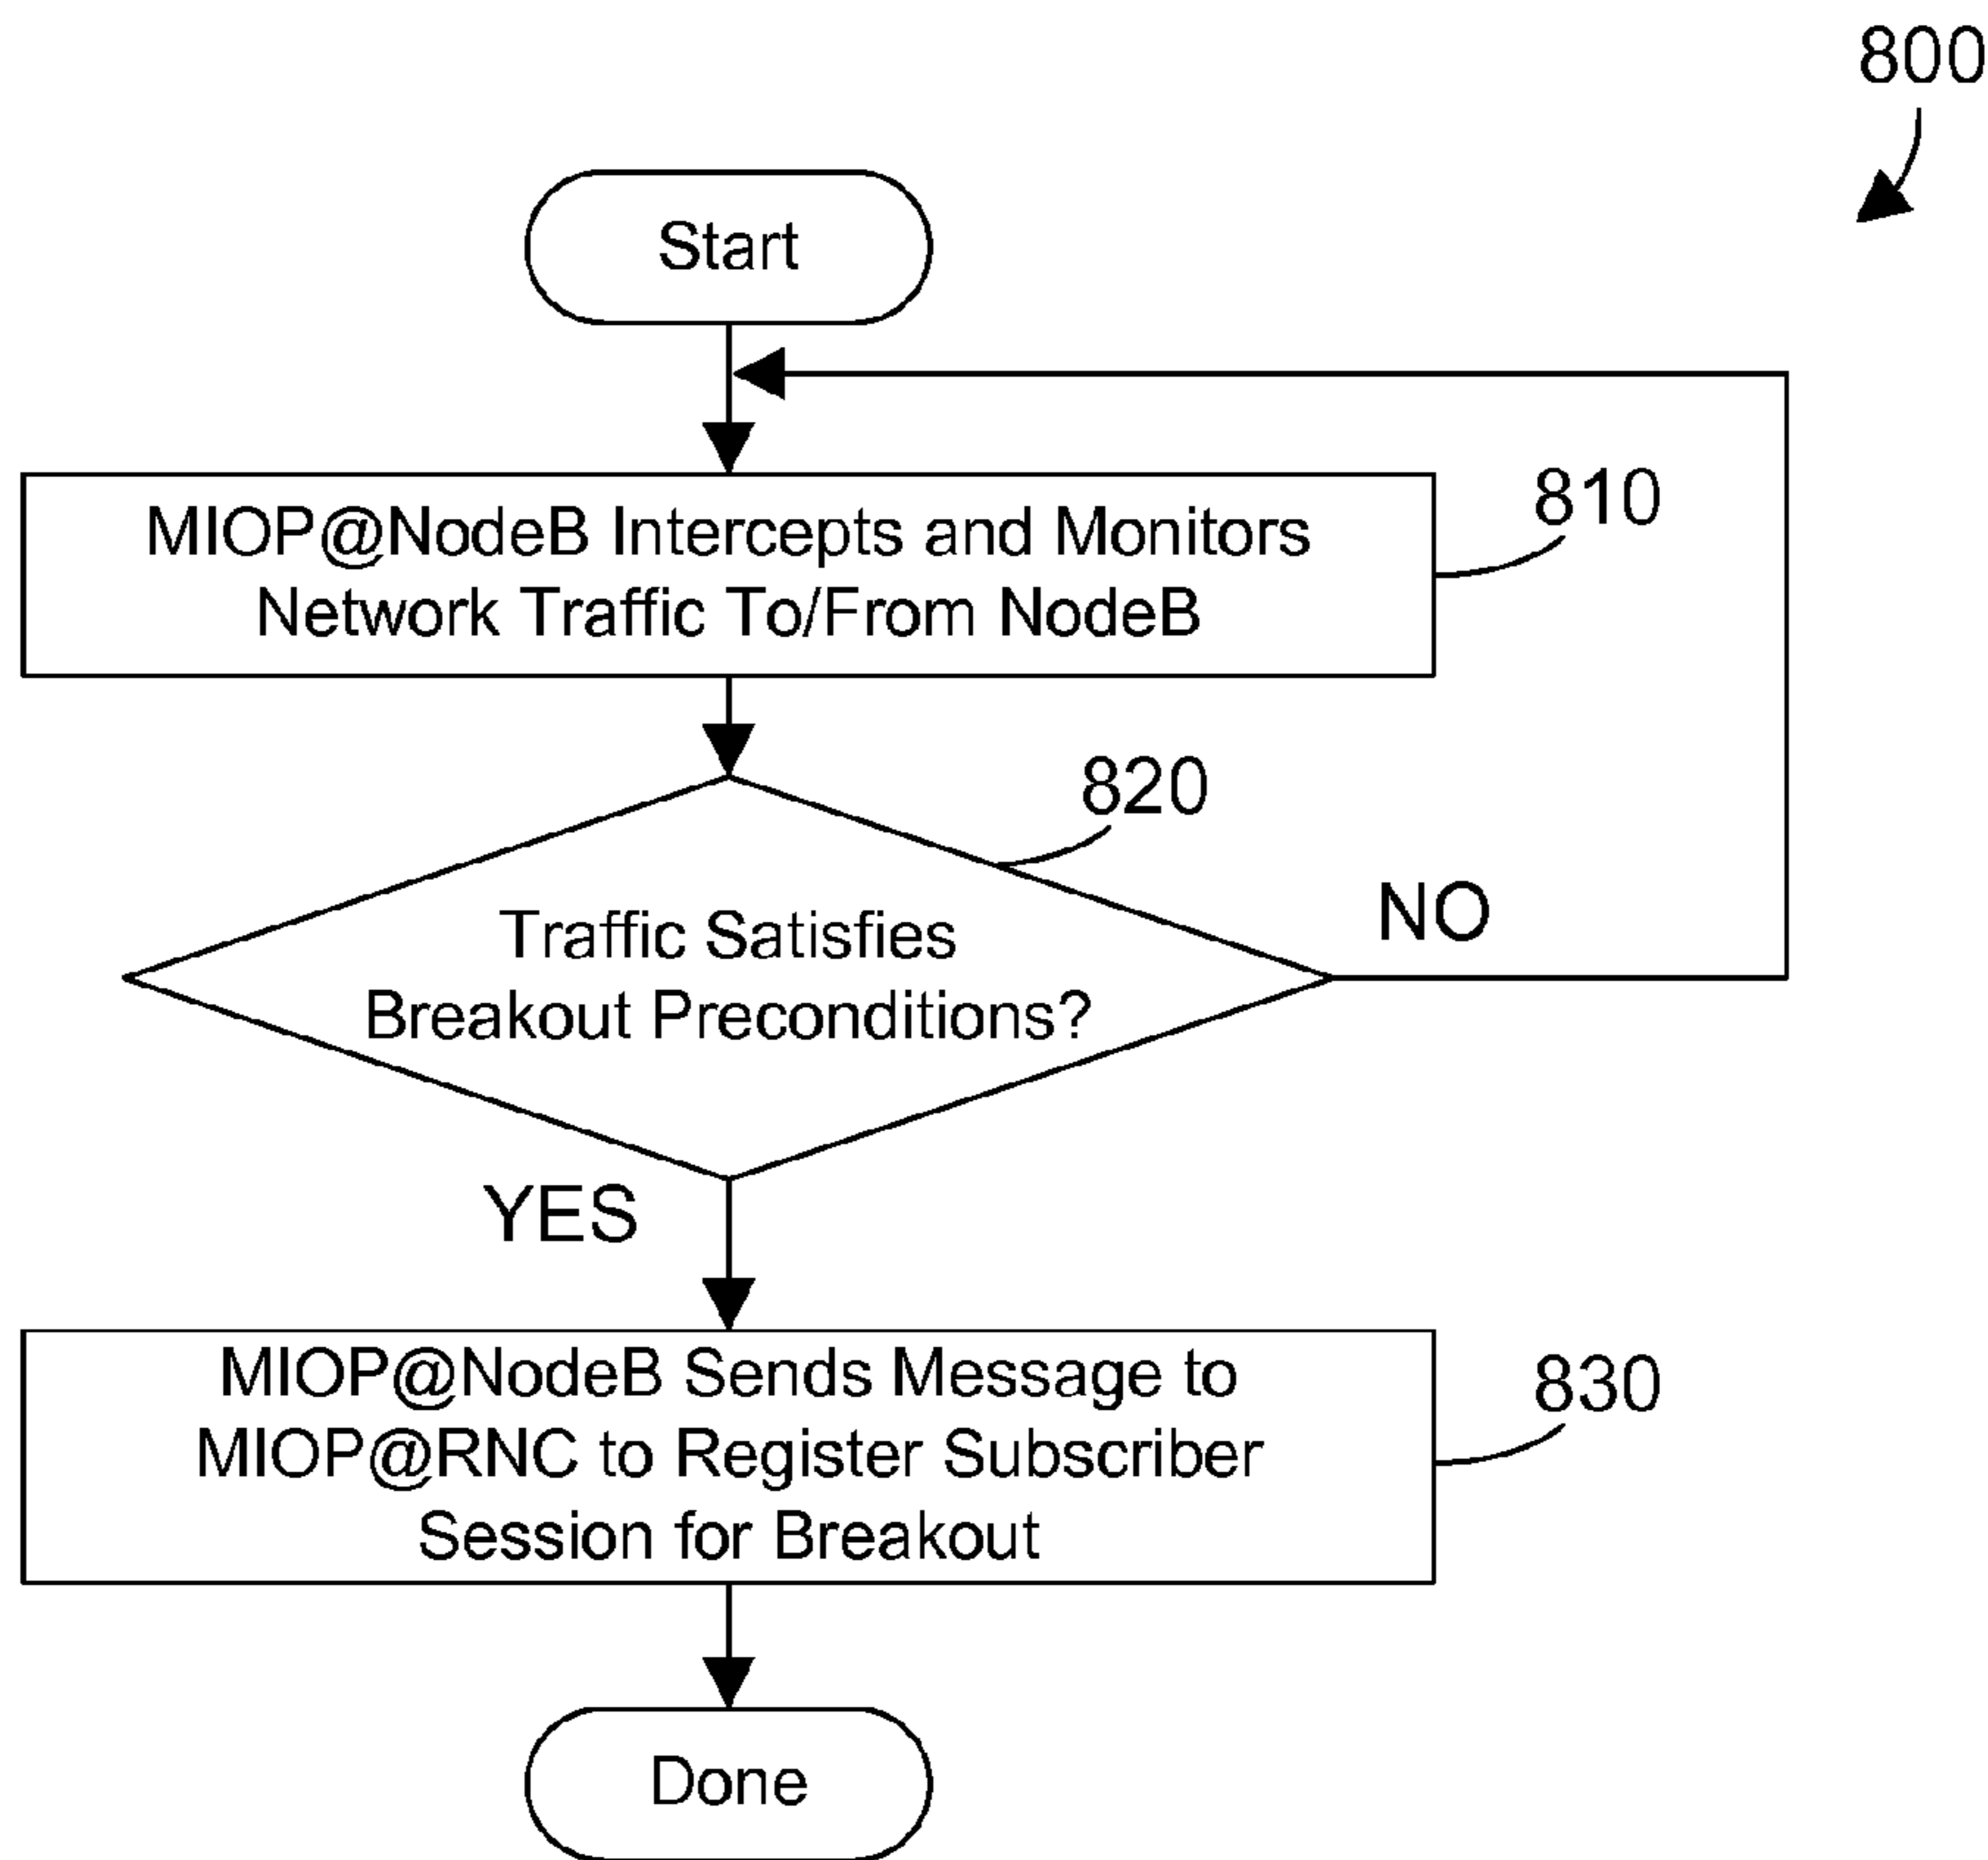 800
Start
MIOP@NodeB Intercepts and Monitors
Network Traffic To/From NodeB
810
820
Traffic Satisfies
Breakout Preconditions?
NO
YES
MIOP@NodeB Sends Message to
MIOP@RNC to Register Subscriber
Session for Breakout
830
Done